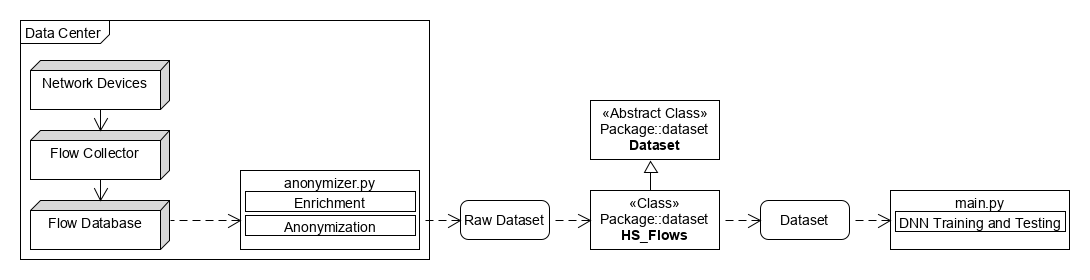 Data Center
Network Devices
Flow Collector
Flow Database
anonymizer.py
Enrichment
Anonymization
Raw Dataset
«Abstract Class»
Package::dataset
Dataset
«Class»
Package::dataset
HS_Flows
Dataset
main.py
DNN Training and Testing